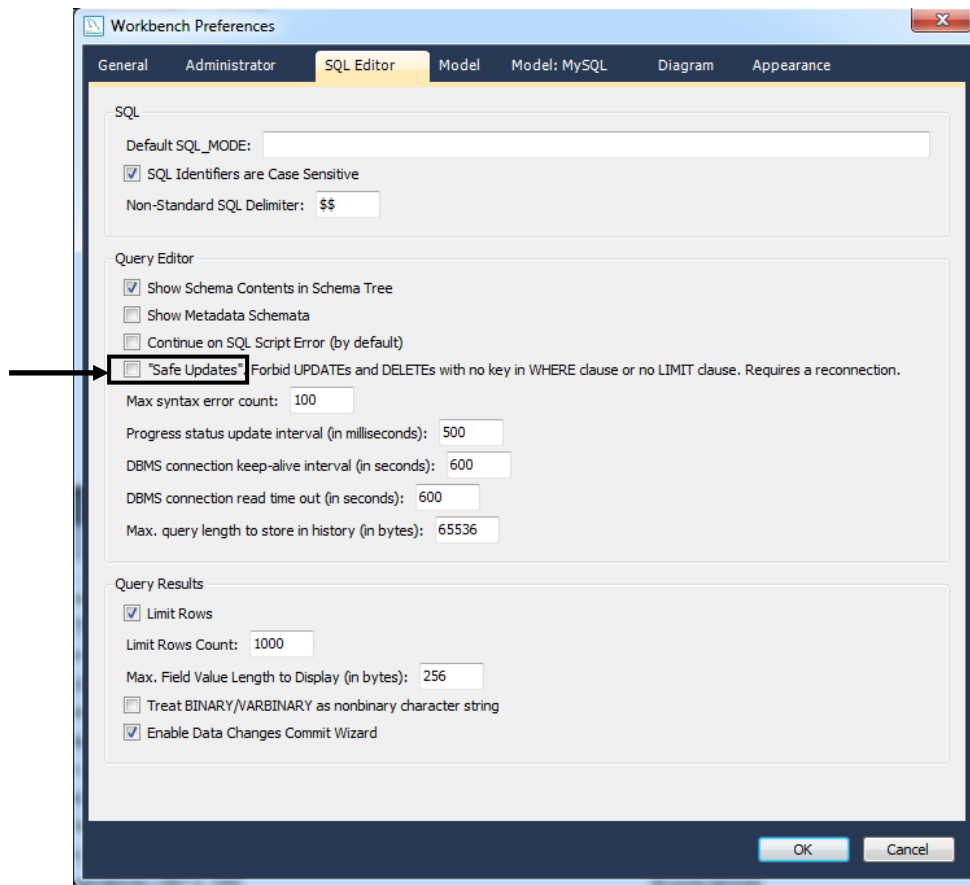 Workbench Preferences
General Administrator SQL Editor Model Model: MySQL Diagram Appearance
SQL
Default SQL_MODE:
SQL Identifiers are Case Sensitive
Non-Standard SQL Delimiter: $$
Query Editor
Show Schema Contents in Schema Tree
Show Metadata Schemata
Continue on SQL Script Error (by default)
"Safe Updates". Forbid UPDATEs and DELETEs with no key in WHERE clause or no LIMIT clause. Requires a reconnection.
Max syntax error count: 100
Progress status update interval (in milliseconds): 500
DBMS connection keep-alive interval (in seconds): 600
DBMS connection read time out (in seconds): 600
Max. query length to store in history (in bytes): 65536
Query Results
Limit Rows
Limit Rows Count: 1000
Max. Field Value Length to Display (in bytes): 256
Treat BINARY/VARBINARY as nonbinary character string
Enable Data Changes Commit Wizard
OK Cancel